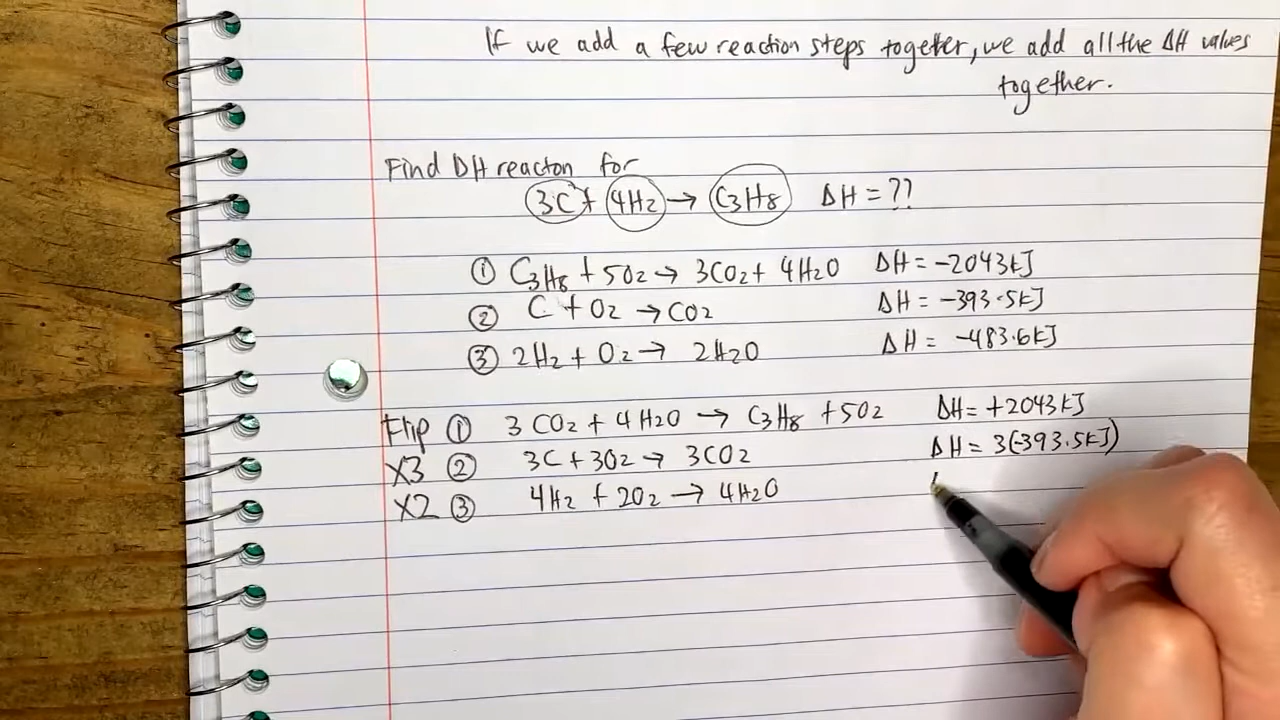 If we add a few reaction steps together, we add all the ΔH values
together.
Find DH reacton for
3C + 4H₂ → C₃H₈ ΔH = ??
① C₃H₈ + 5O₂ → 3CO₂ + 4H₂O ΔH = -2043kJ
② C + O₂ → CO₂ ΔH = -393.5kJ
③ 2H₂ + O₂ → 2H₂O ΔH = -483.6kJ
Flip ① 3CO₂ + 4H₂O → C₃H₈ + 5O₂ ΔH = +2043kJ
X3 ② 3C + 3O₂ → 3CO₂ ΔH = 3(-393.5kJ)
X2 ③ 4H₂ + 2O₂ → 4H₂O